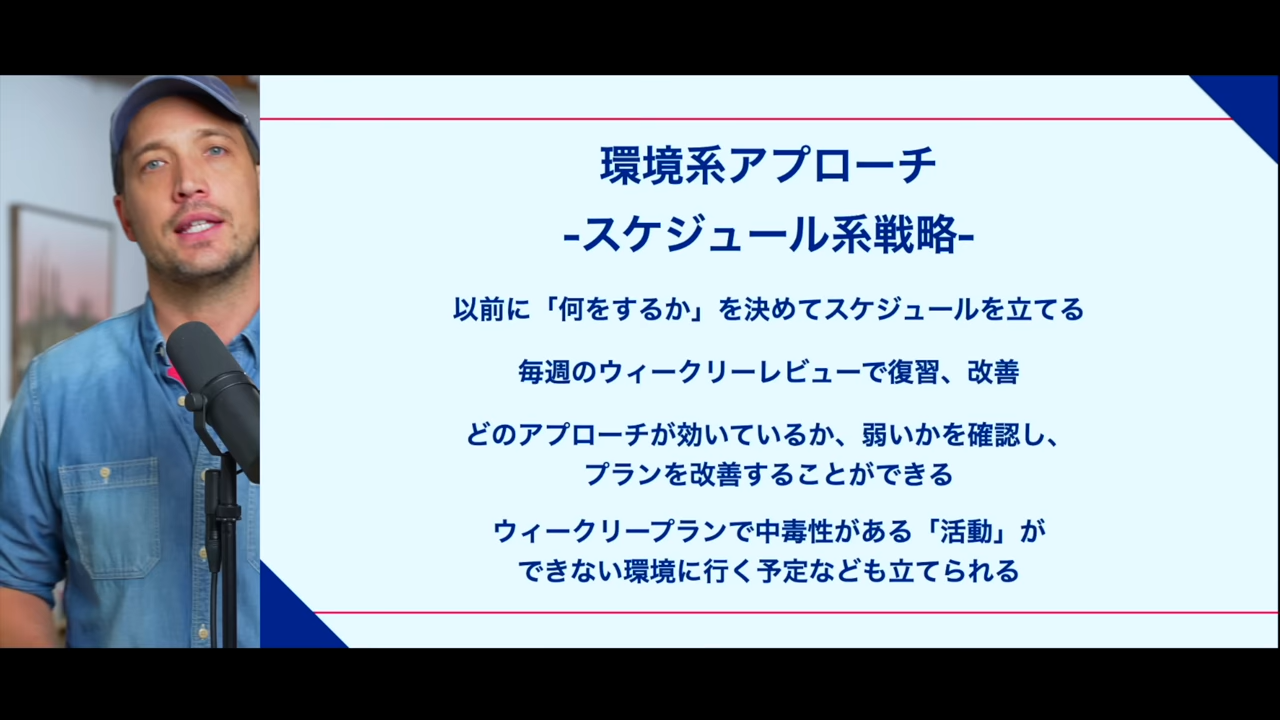 環境系アプローチ
-スケジュール系戦略-
以前に「何をするか」を決めてスケジュールを立てる
毎週のウィークリーレビューで復習、改善
どのアプローチが効いているか、弱いかを確認し、
プランを改善することができる
ウィークリープランで中毒性がある「活動」が
できない環境に行く予定なども立てられる